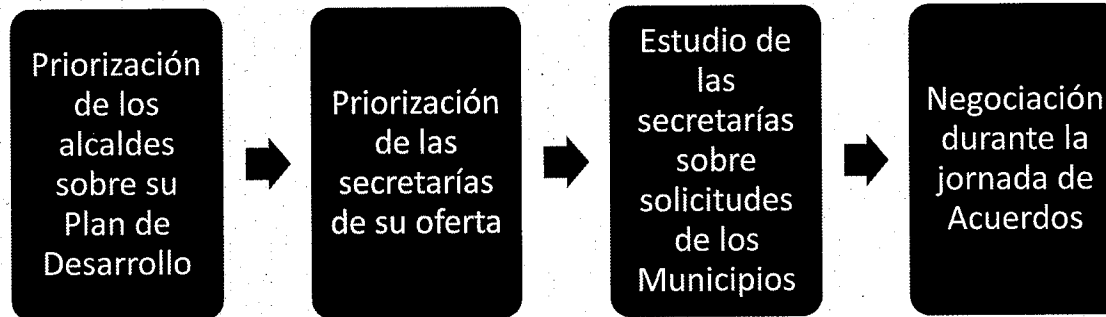 Priorización
de los
alcaldes
sobre su
Plan de
Desarrollo
Priorización
de las
secretarías
de su oferta
Estudio de
las
secretarías
sobre
solicitudes
de los
Municipios
Negociación
durante la
jornada de
Acuerdos